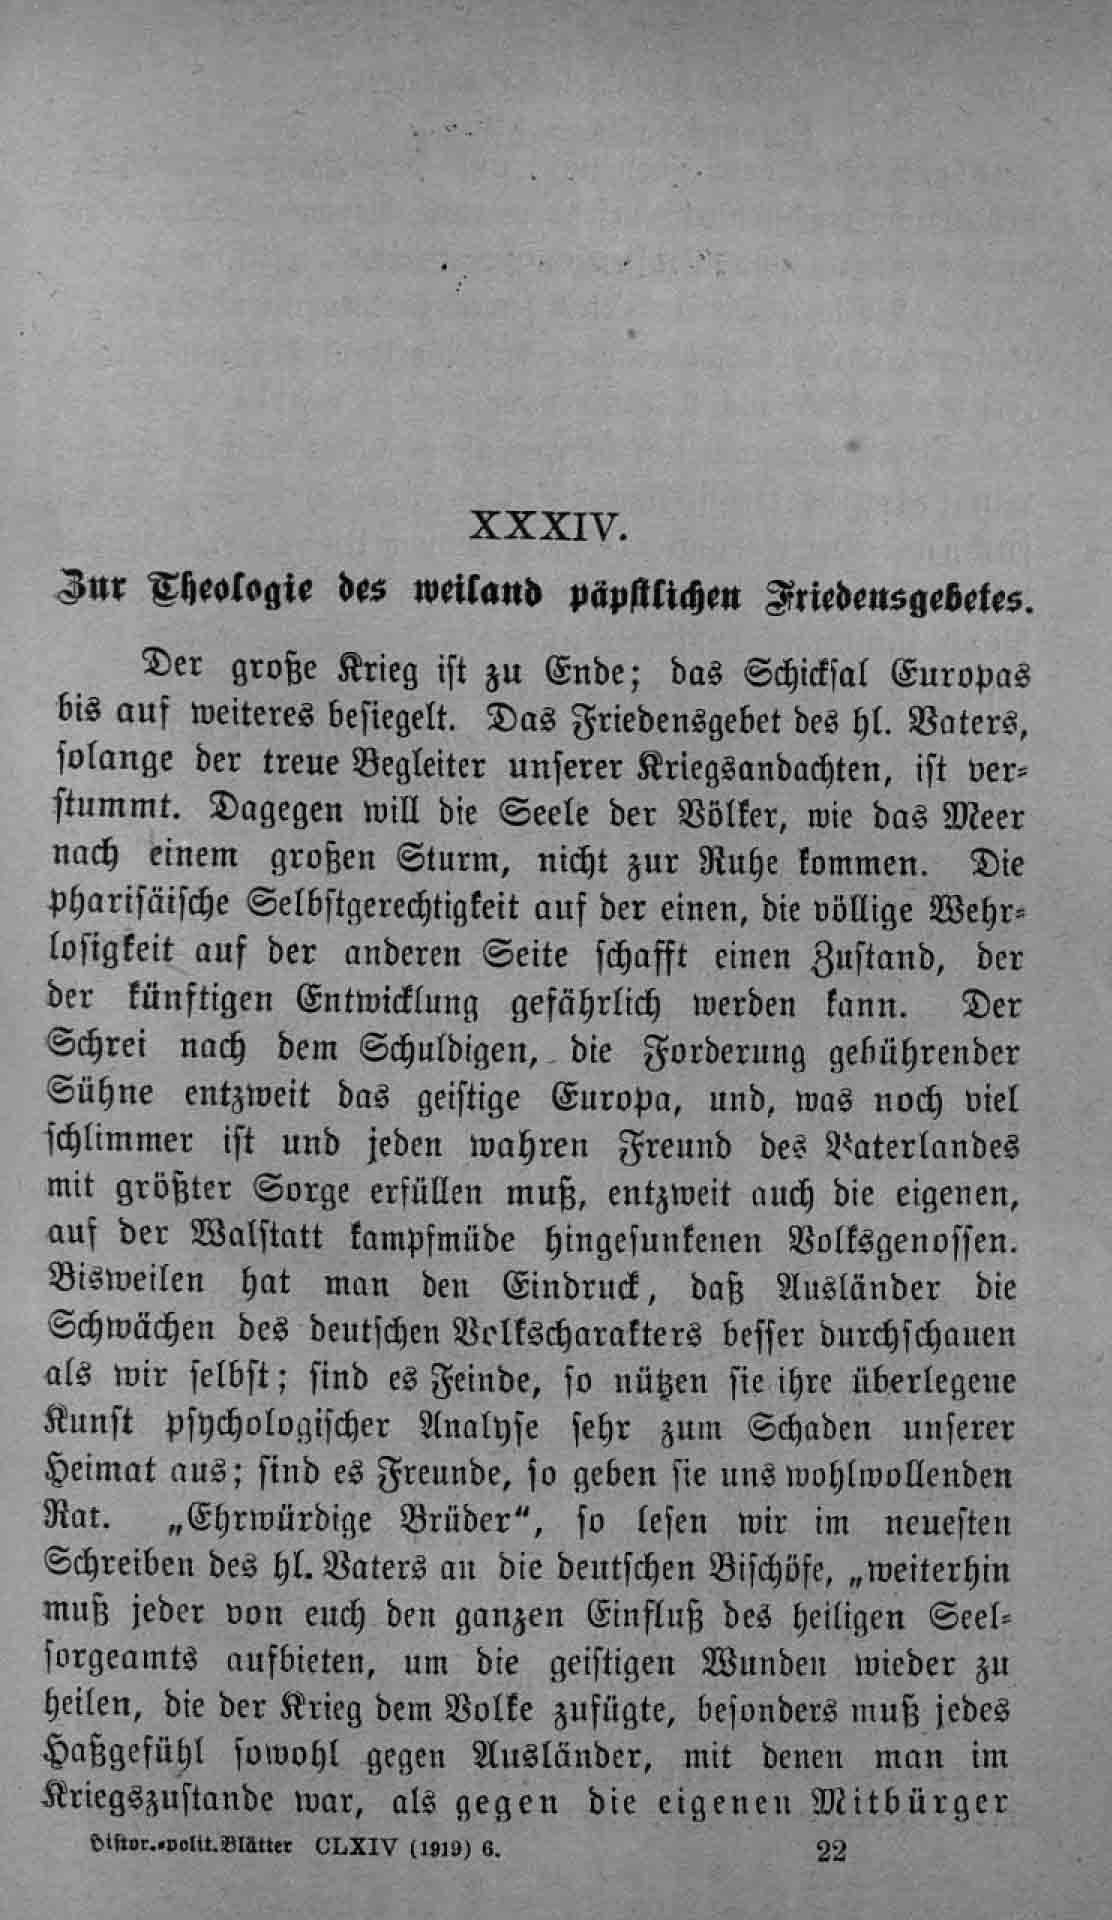 XXXIV.
Zur Theologie des weiland päpstlichen Friedensgebetes.
Der große Krieg ist zu Ende; das Schicksal Europas
bis auf weiteres besiegelt. Das Friedensgebet des hl. Vaters,
solange der treue Begleiter unserer Kriegsandachten, ist ver-
stummt. Dagegen will die Seele der Völker, wie das Meer
nach einem großen Sturm, nicht zur Ruhe kommen. Die
pharisäische Selbstgerechtigkeit auf der einen, die völlige Wehr-
losigkeit auf der anderen Seite schafft einen Zustand, der
der künftigen Entwicklung gefährlich werden kann. Der
Schrei nach dem Schuldigen, die Forderung gebührender
Sühne entzweit das geistige Europa, und, was noch viel
schlimmer ist und jeden wahren Freund des Vaterlandes
mit größter Sorge erfüllen muß, entzweit auch die eigenen,
auf der Walstatt kampfmüde hingesunkenen Volksgenossen.
Bisweilen hat man den Eindruck, daß Ausländer die
Schwächen des deutschen Volkscharakters besser durchschauen
als wir selbst; sind es Feinde, so nützen sie ihre überlegene
Kunst psychologischer Analyse sehr zum Schaden unserer
Heimat aus; sind es Freunde, so geben sie uns wohlwollenden
Rat. „Ehrwürdige Brüder“, so lesen wir im neuesten
Schreiben des hl. Vaters an die deutschen Bischöfe, „weiterhin
muß jeder von euch den ganzen Einfluß des heiligen Seel-
sorgeamts aufbieten, um die geistigen Wunden wieder zu
heilen, die der Krieg dem Volke zufügte, besonders muß jedes
Haßgefühl sowohl gegen Ausländer, mit denen man im
Kriegszustande war, als gegen die eigenen Mitbürger
Histor.-polit. Blätter CLXIV (1919) 6. 22